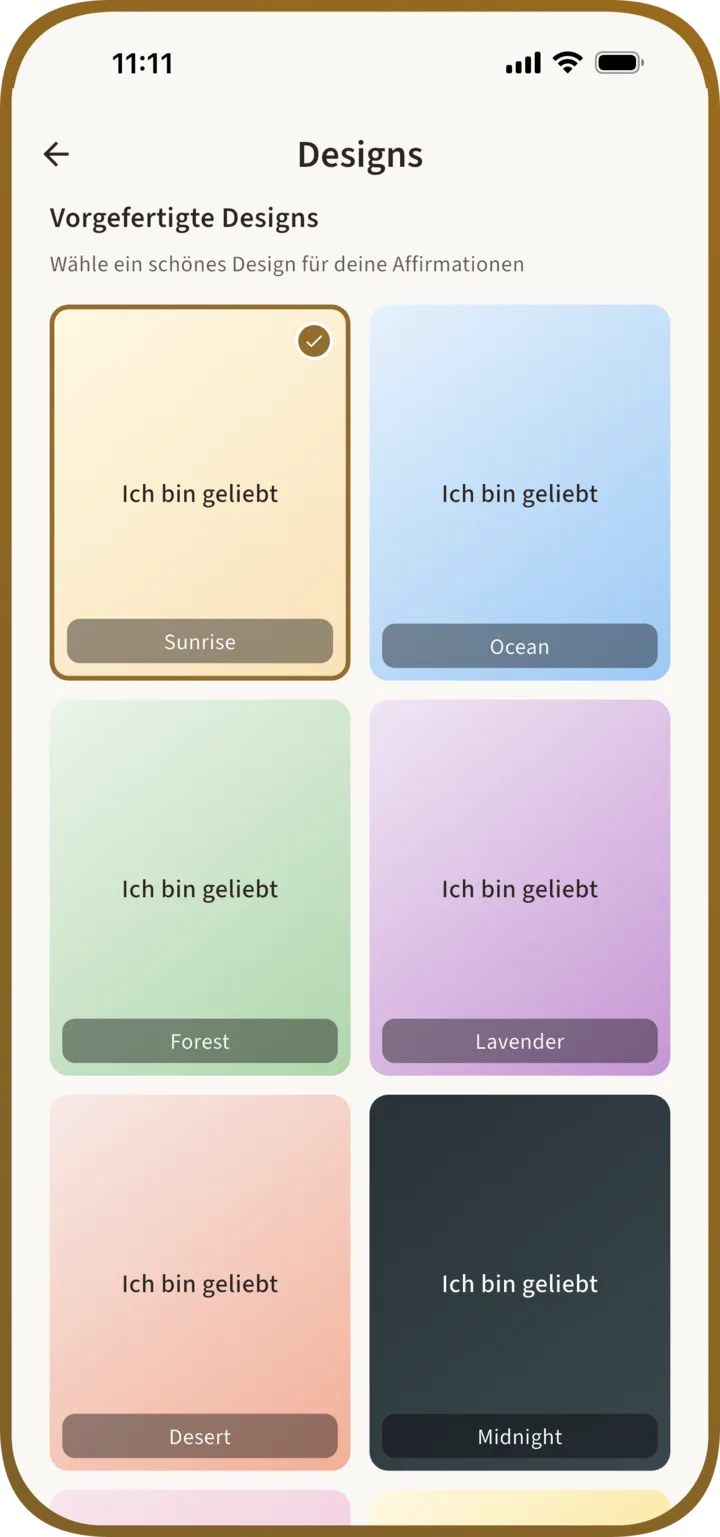 11:11
Designs
Vorgefertigte Designs
Wähle ein schönes Design für deine Affirmationen
Ich bin geliebt
Sunrise
Ich bin geliebt
Ocean
Ich bin geliebt
Forest
Ich bin geliebt
Lavender
Ich bin geliebt
Desert
Ich bin geliebt
Midnight